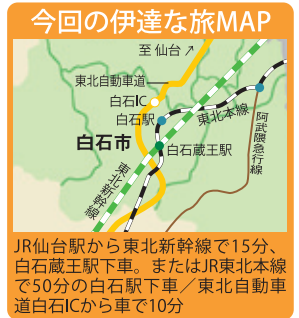 今回の伊達な旅MAP
至 仙台↗
東北自動車道
白石IC
白石駅
東北本線
白石市
白石蔵王駅
阿武隈急行線
東北新幹線
JR仙台駅から東北新幹線で15分、
白石蔵王駅下車。またはJR東北本線
で50分の白石駅下車／東北自動車
道白石ICから車で10分